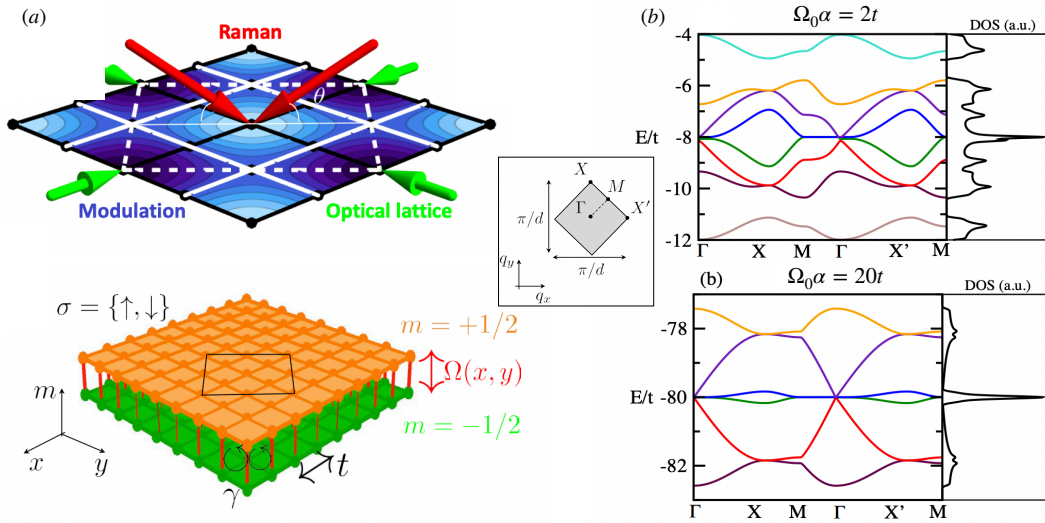 (a)
Raman
θ
Modulation
Optical lattice
σ = {↑, ↓}
m = +1/2
Ω(x, y)
m = −1/2
m
x
y
t
γ
X
M
Γ
X'
π/d
π/d
q_y
q_x
(b)
Ω₀α = 2t
DOS (a.u.)
-4
-6
E/t
-8
-10
-12
Γ X M Γ X' M
(b)
Ω₀α = 20t
DOS (a.u.)
-78
E/t
-80
-82
Γ X M Γ X' M